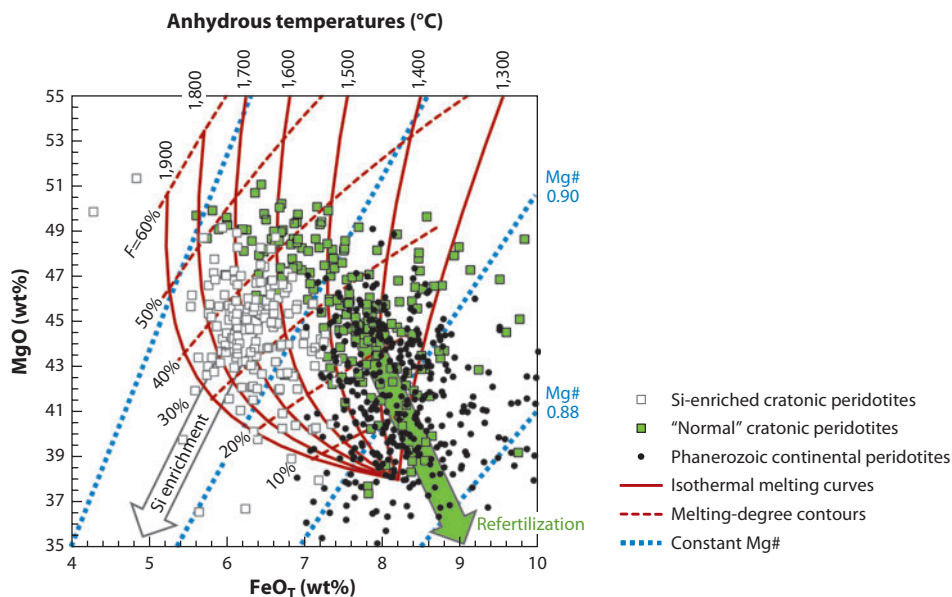 Anhydrous temperatures (°C)
1,900
1,800
1,700
1,600
1,500
1,400
1,300
55
53
51
49
47
45
43
41
39
37
35
MgO (wt%)
F=60%
50%
40%
30%
20%
10%
Si enrichment
Refertilization
Mg#
0.90
Mg#
0.88
4
5
6
7
8
9
10
FeOT (wt%)
Si-enriched cratonic peridotites
"Normal" cratonic peridotites
Phanerozoic continental peridotites
Isothermal melting curves
Melting-degree contours
Constant Mg#